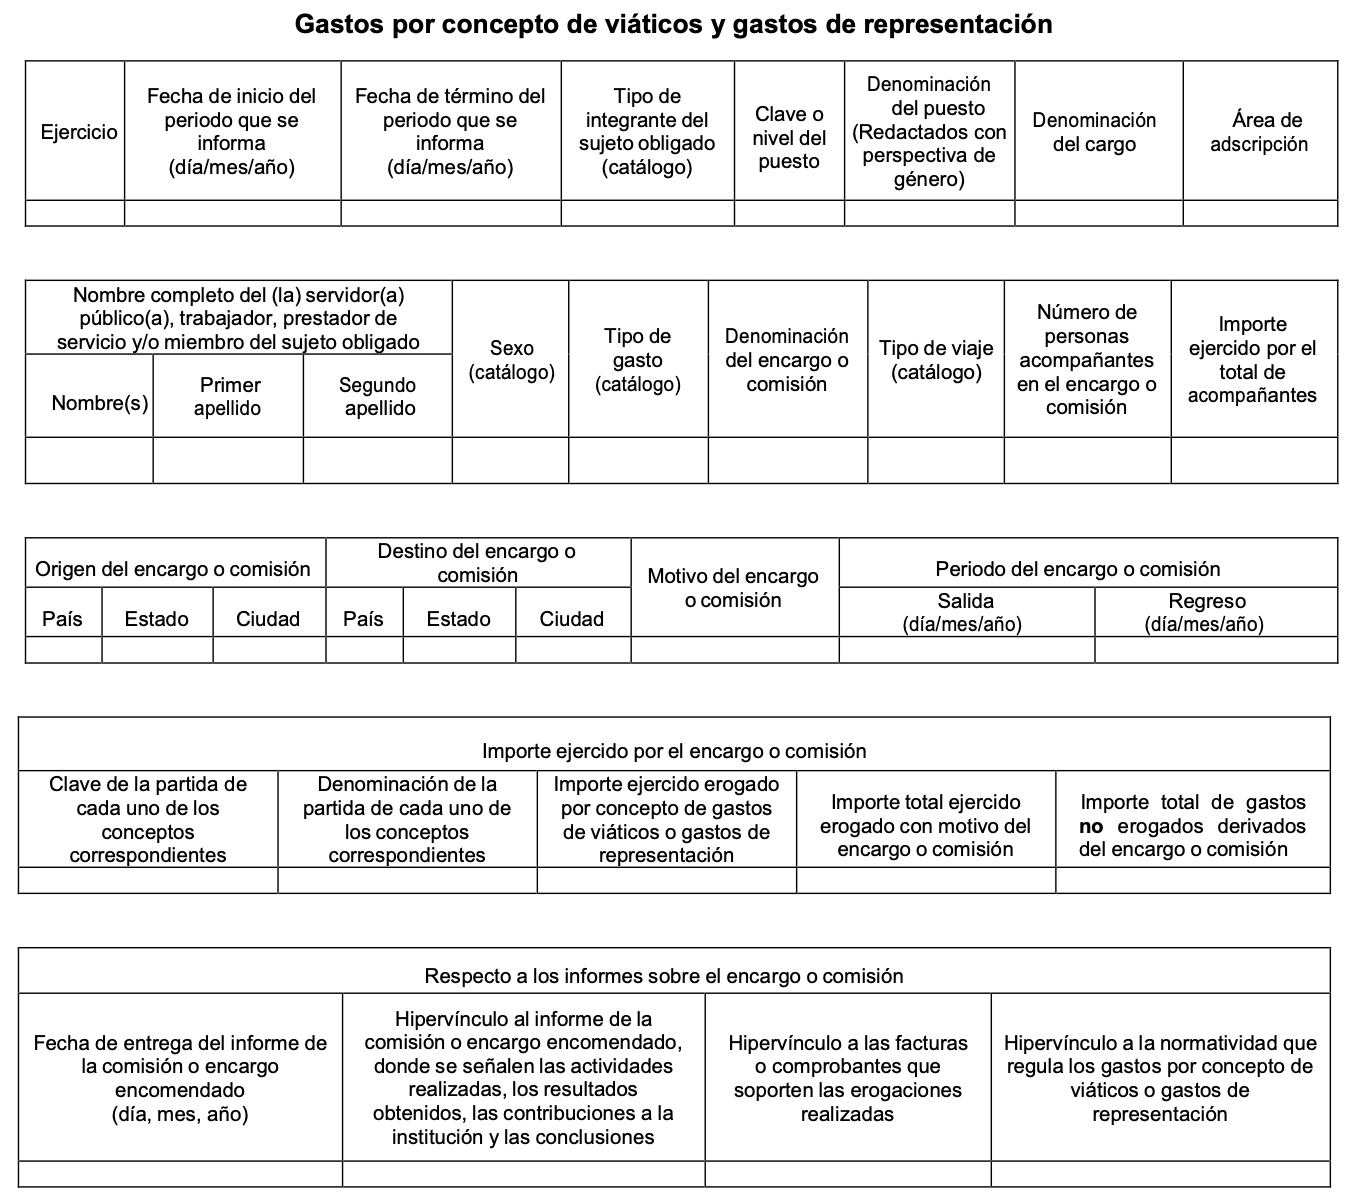 Gastos por concepto de viáticos y gastos de representación
Ejercicio
Fecha de inicio del
periodo que se
informa
(día/mes/año)
Fecha de término del
periodo que se
informa
(día/mes/año)
Tipo de
integrante del
sujeto obligado
(catálogo)
Clave o
nivel del
puesto
Denominación
del puesto
(Redactados con
perspectiva de
género)
Denominación
del cargo
Área de
adscripción
Nombre completo del (la) servidor(a)
público(a), trabajador, prestador de
servicio y/o miembro del sujeto obligado
Nombre(s)
Primer
apellido
Segundo
apellido
Sexo
(catálogo)
Tipo de
gasto
(catálogo)
Denominación
del encargo o
comisión
Tipo de viaje
(catálogo)
Número de
personas
acompañantes
en el encargo o
comisión
Importe
ejercido por el
total de
acompañantes
Origen del encargo o comisión
País
Estado
Ciudad
Destino del encargo o
comisión
País
Estado
Ciudad
Motivo del encargo
o comisión
Periodo del encargo o comisión
Salida
(día/mes/año)
Regreso
(día/mes/año)
Importe ejercido por el encargo o comisión
Clave de la partida de
cada uno de los
conceptos
correspondientes
Denominación de la
partida de cada uno de
los conceptos
correspondientes
Importe ejercido erogado
por concepto de gastos
de viáticos o gastos de
representación
Importe total ejercido
erogado con motivo del
encargo o comisión
Importe total de gastos
no erogados derivados
del encargo o comisión
Respecto a los informes sobre el encargo o comisión
Fecha de entrega del informe de
la comisión o encargo
encomendado
(día, mes, año)
Hipervínculo al informe de la
comisión o encargo encomendado,
donde se señalen las actividades
realizadas, los resultados
obtenidos, las contribuciones a la
institución y las conclusiones
Hipervínculo a las facturas
o comprobantes que
soporten las erogaciones
realizadas
Hipervínculo a la normatividad que
regula los gastos por concepto de
viáticos o gastos de
representación